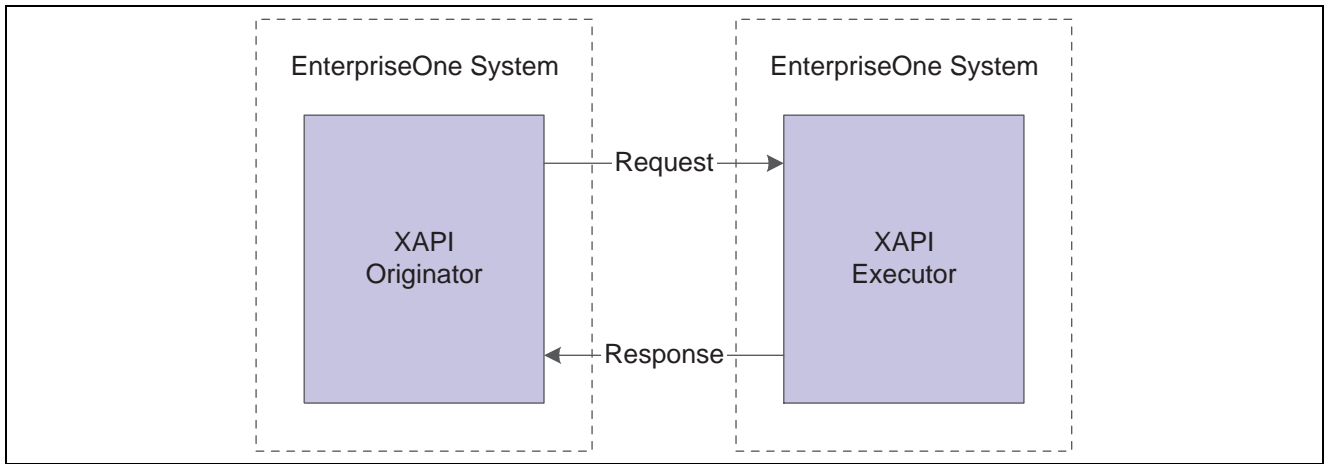 EnterpriseOne System
EnterpriseOne System
Request
XAPI
Originator
XAPI
Executor
Response